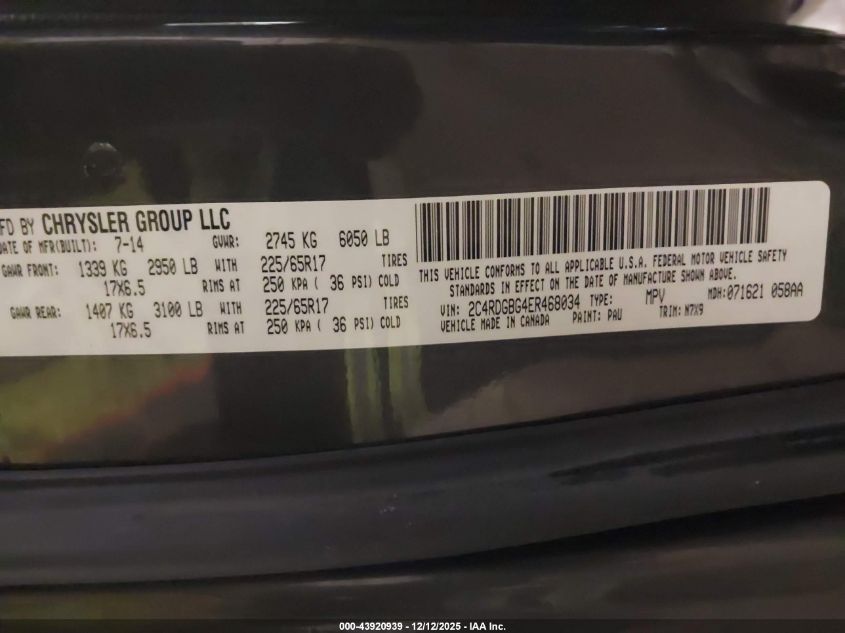 FD BY CHRYSLER GROUP LLC
DATE OF MFR(BUILT): 7-14 GVWR: 2745 KG 6050 LB
GAWR FRONT: 1339 KG 2950 LB WITH 225/65R17 TIRES
17X6.5 RIMS AT 250 KPA ( 36 PSI) COLD
GAWR REAR: 1407 KG 3100 LB WITH 225/65R17 TIRES
17X6.5 RIMS AT 250 KPA ( 36 PSI) COLD
THIS VEHICLE CONFORMS TO ALL APPLICABLE U.S.A. FEDERAL MOTOR VEHICLE SAFETY
STANDARDS IN EFFECT ON THE DATE OF MANUFACTURE SHOWN ABOVE.
VIN: 2C4RDGBG4ER468034 TYPE: MPV MDH:071621 058AA
VEHICLE MADE IN CANADA PAINT: PAU TRIM: N7X9
000-43920939 - 12/12/2025 - IAA Inc.